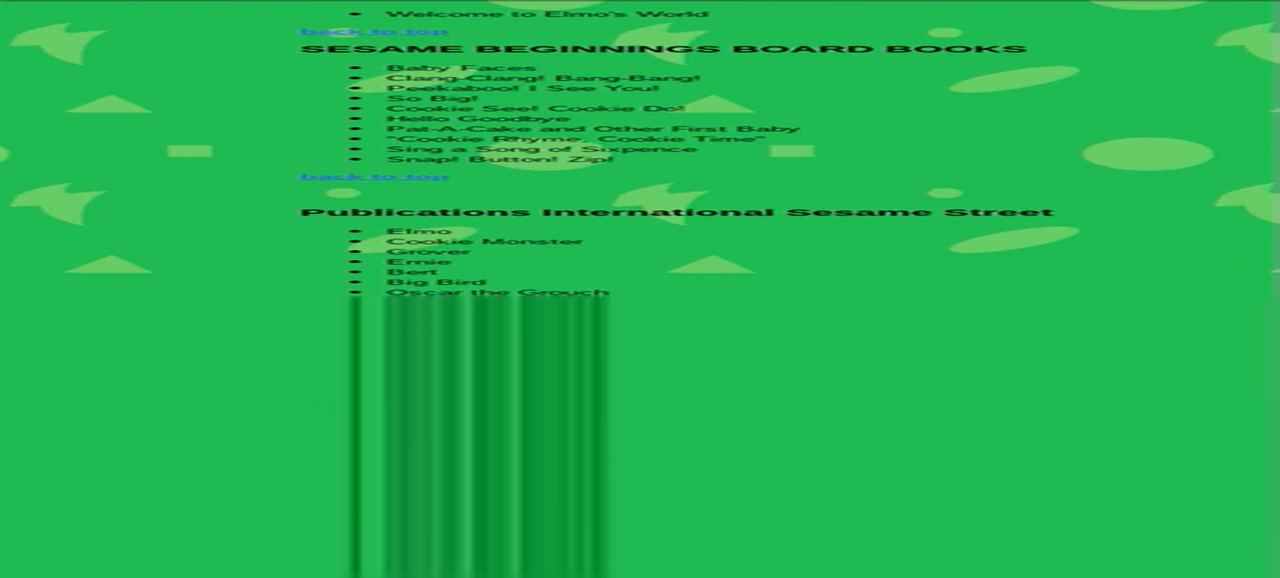 Welcome to Elmo's World
back to top
SESAME BEGINNINGS BOARD BOOKS
Baby Faces
Clang-Clang! Bang-Bang!
Peekaboo! I See You!
So Big!
Cookie See! Cookie Do!
Hello Goodbye
Pat-A-Cake and Other First Baby
"Cookie Rhyme, Cookie Time"
Sing a Song of Sixpence
Snap! Button! Zip!
back to top
Publications International Sesame Street
Elmo
Cookie Monster
Grover
Ernie
Bert
Big Bird
Oscar the Grouch